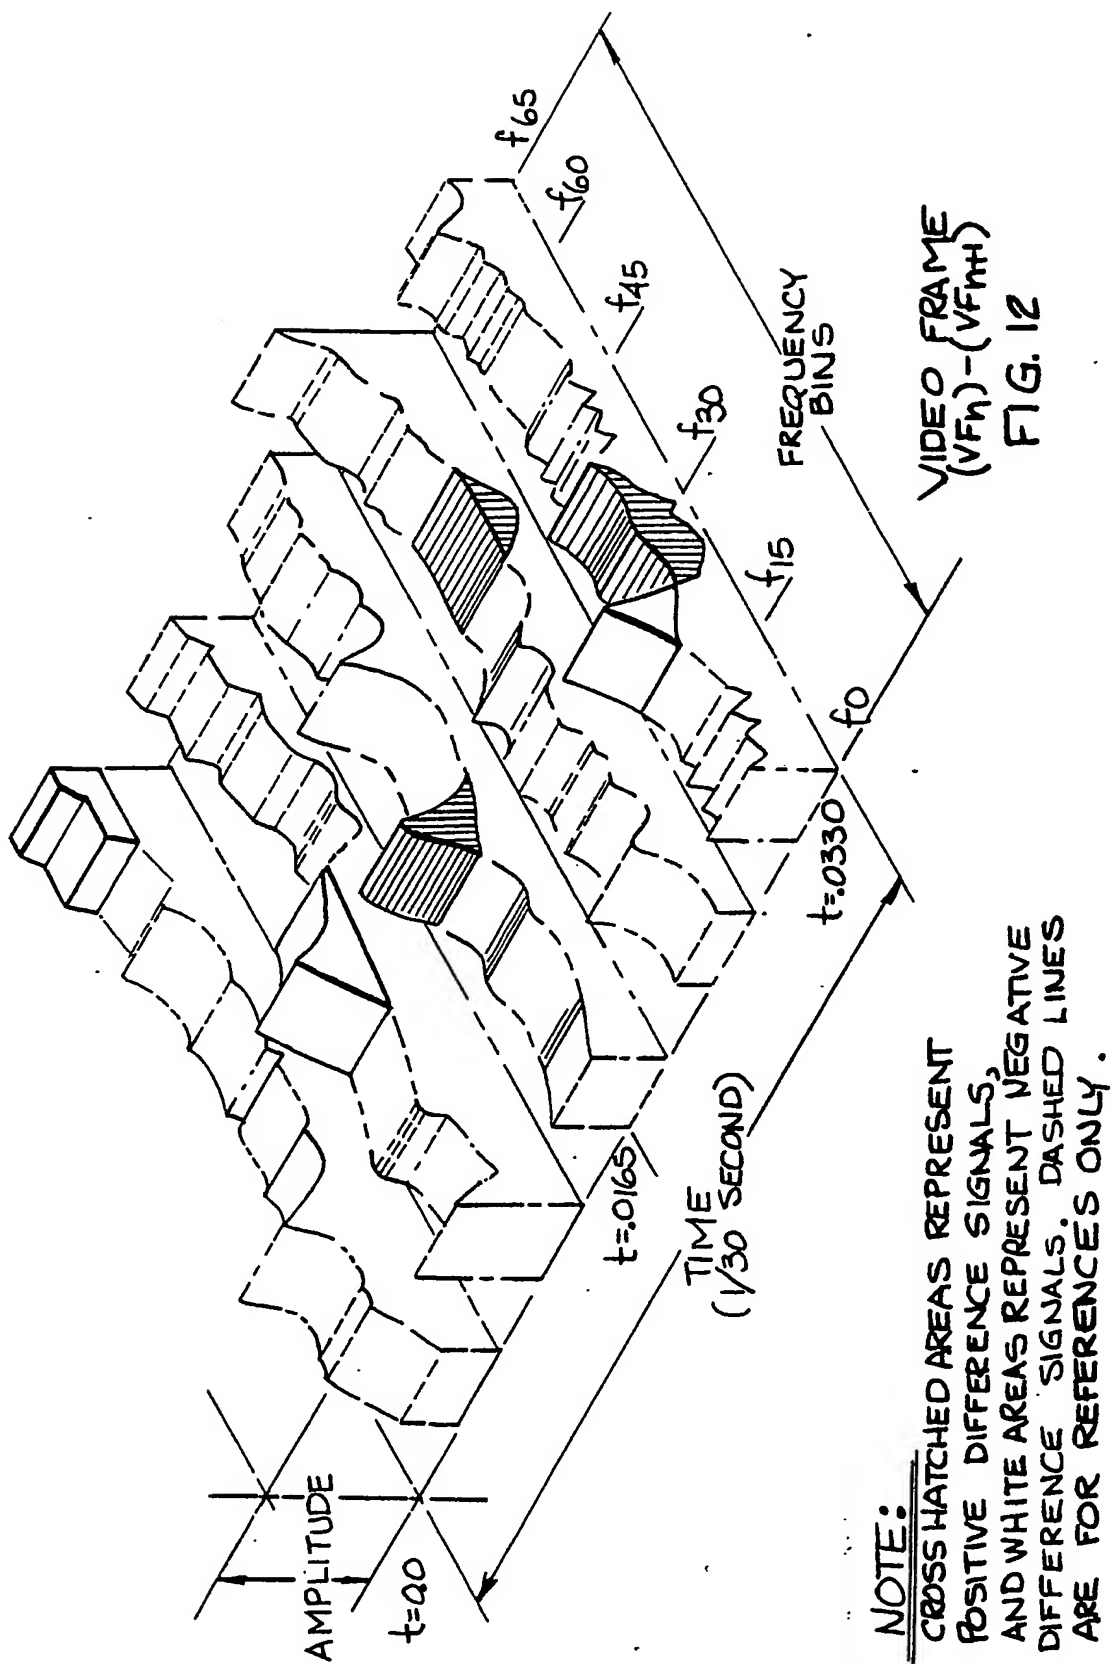 AMPLITUDE
t=0.0
t=.0165
TIME
(1/30 SECOND)
t=.0330
f0
f15
f30
f45
f60
f65
FREQUENCY
BINS
VIDEO FRAME
(VFn)-(VFn+1)
FIG. 12
NOTE:
CROSS HATCHED AREAS REPRESENT
POSITIVE DIFFERENCE SIGNALS,
AND WHITE AREAS REPRESENT NEGATIVE
DIFFERENCE SIGNALS. DASHED LINES
ARE FOR REFERENCES ONLY.